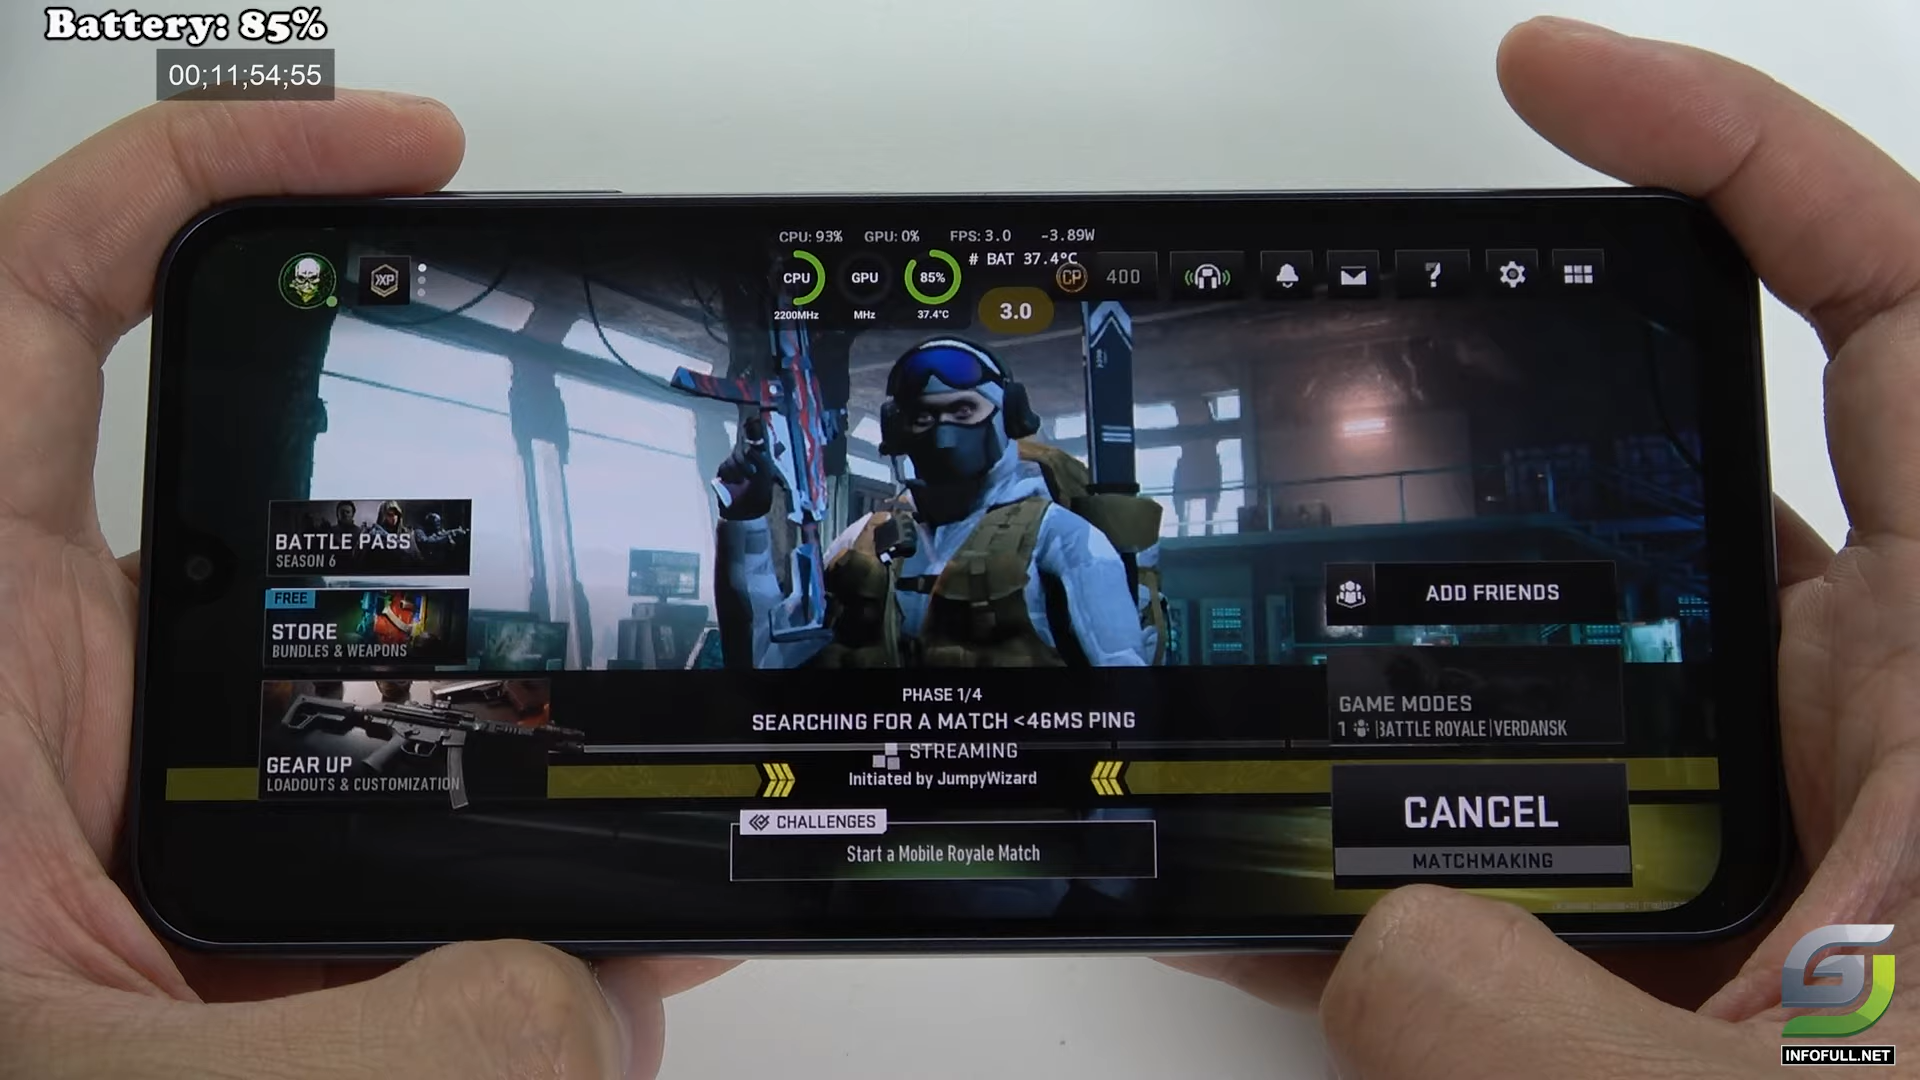 Battery: 85%
00;11;54;55
CPU: 93% GPU: 0% FPS: 3.0 -3.89W
# BAT 37.4°C
XP
CPU
GPU
85%
CP
400
?
2200MHz
MHz
37.4°C
3.0
BATTLE PASS
SEASON 6
FREE
STORE
BUNDLES & WEAPONS
GEAR UP
LOADOUTS & CUSTOMIZATION
PHASE 1/4
SEARCHING FOR A MATCH <46MS PING
STREAMING
Initiated by JumpyWizard
CHALLENGES
Start a Mobile Royale Match
ADD FRIENDS
GAME MODES
1 |BATTLE ROYALE|VERDANSK
CANCEL
MATCHMAKING
INFOFULL.NET